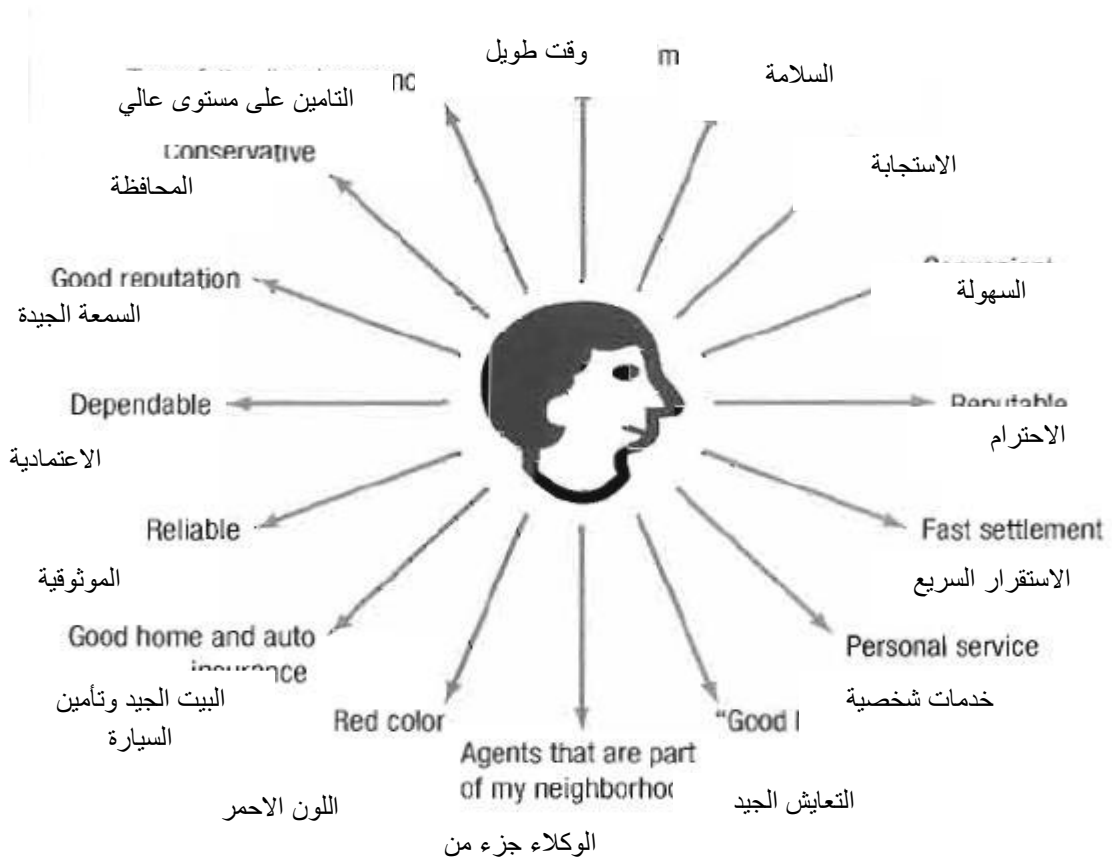 وقت طويل
السلامة
التامين على مستوى عالي
Conservative
المحافظة
الاستجابة
Good reputation
السمعة الجيدة
السهولة
Dependable
الاعتمادية
Reputable
الاحترام
Reliable
الموثوقية
Fast settlement
الاستقرار السريع
Good home and auto
insurance
البيت الجيد وتأمين
السيارة
Personal service
خدمات شخصية
Red color
"Good
Agents that are part
of my
اللون الاحمر
التعايش الجيد
الوكلاء جزء من